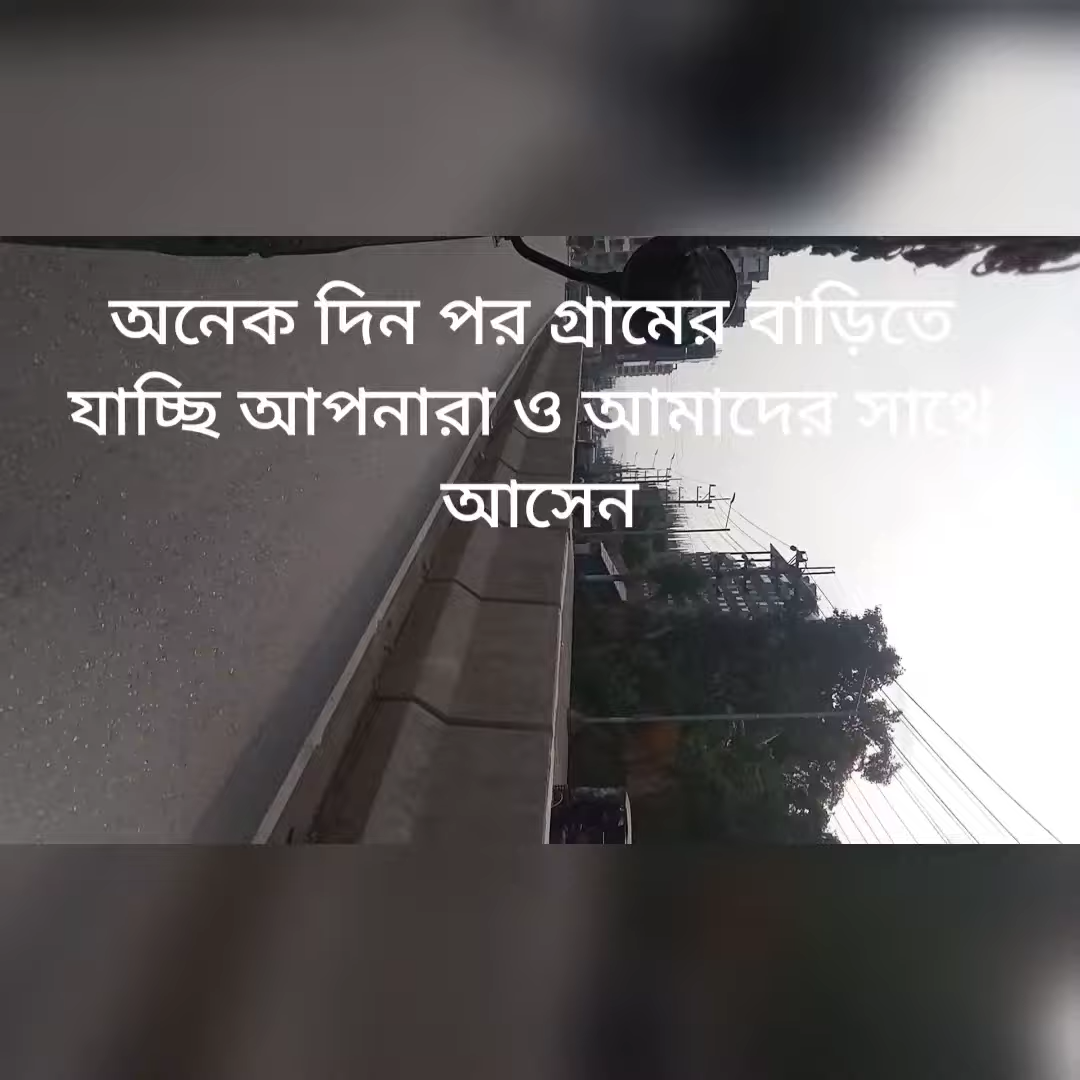 অনেক দিন পর গ্রামের বাড়িতে
যাচ্ছি আপনারা ও আমাদের সাথে
আসেন